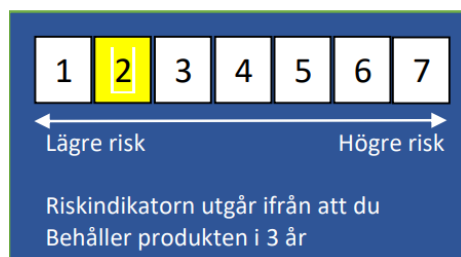 1 2 3 4 5 6 7
Lägre risk Högre risk
Riskindikatorn utgår ifrån att du
Behåller produkten i 3 år